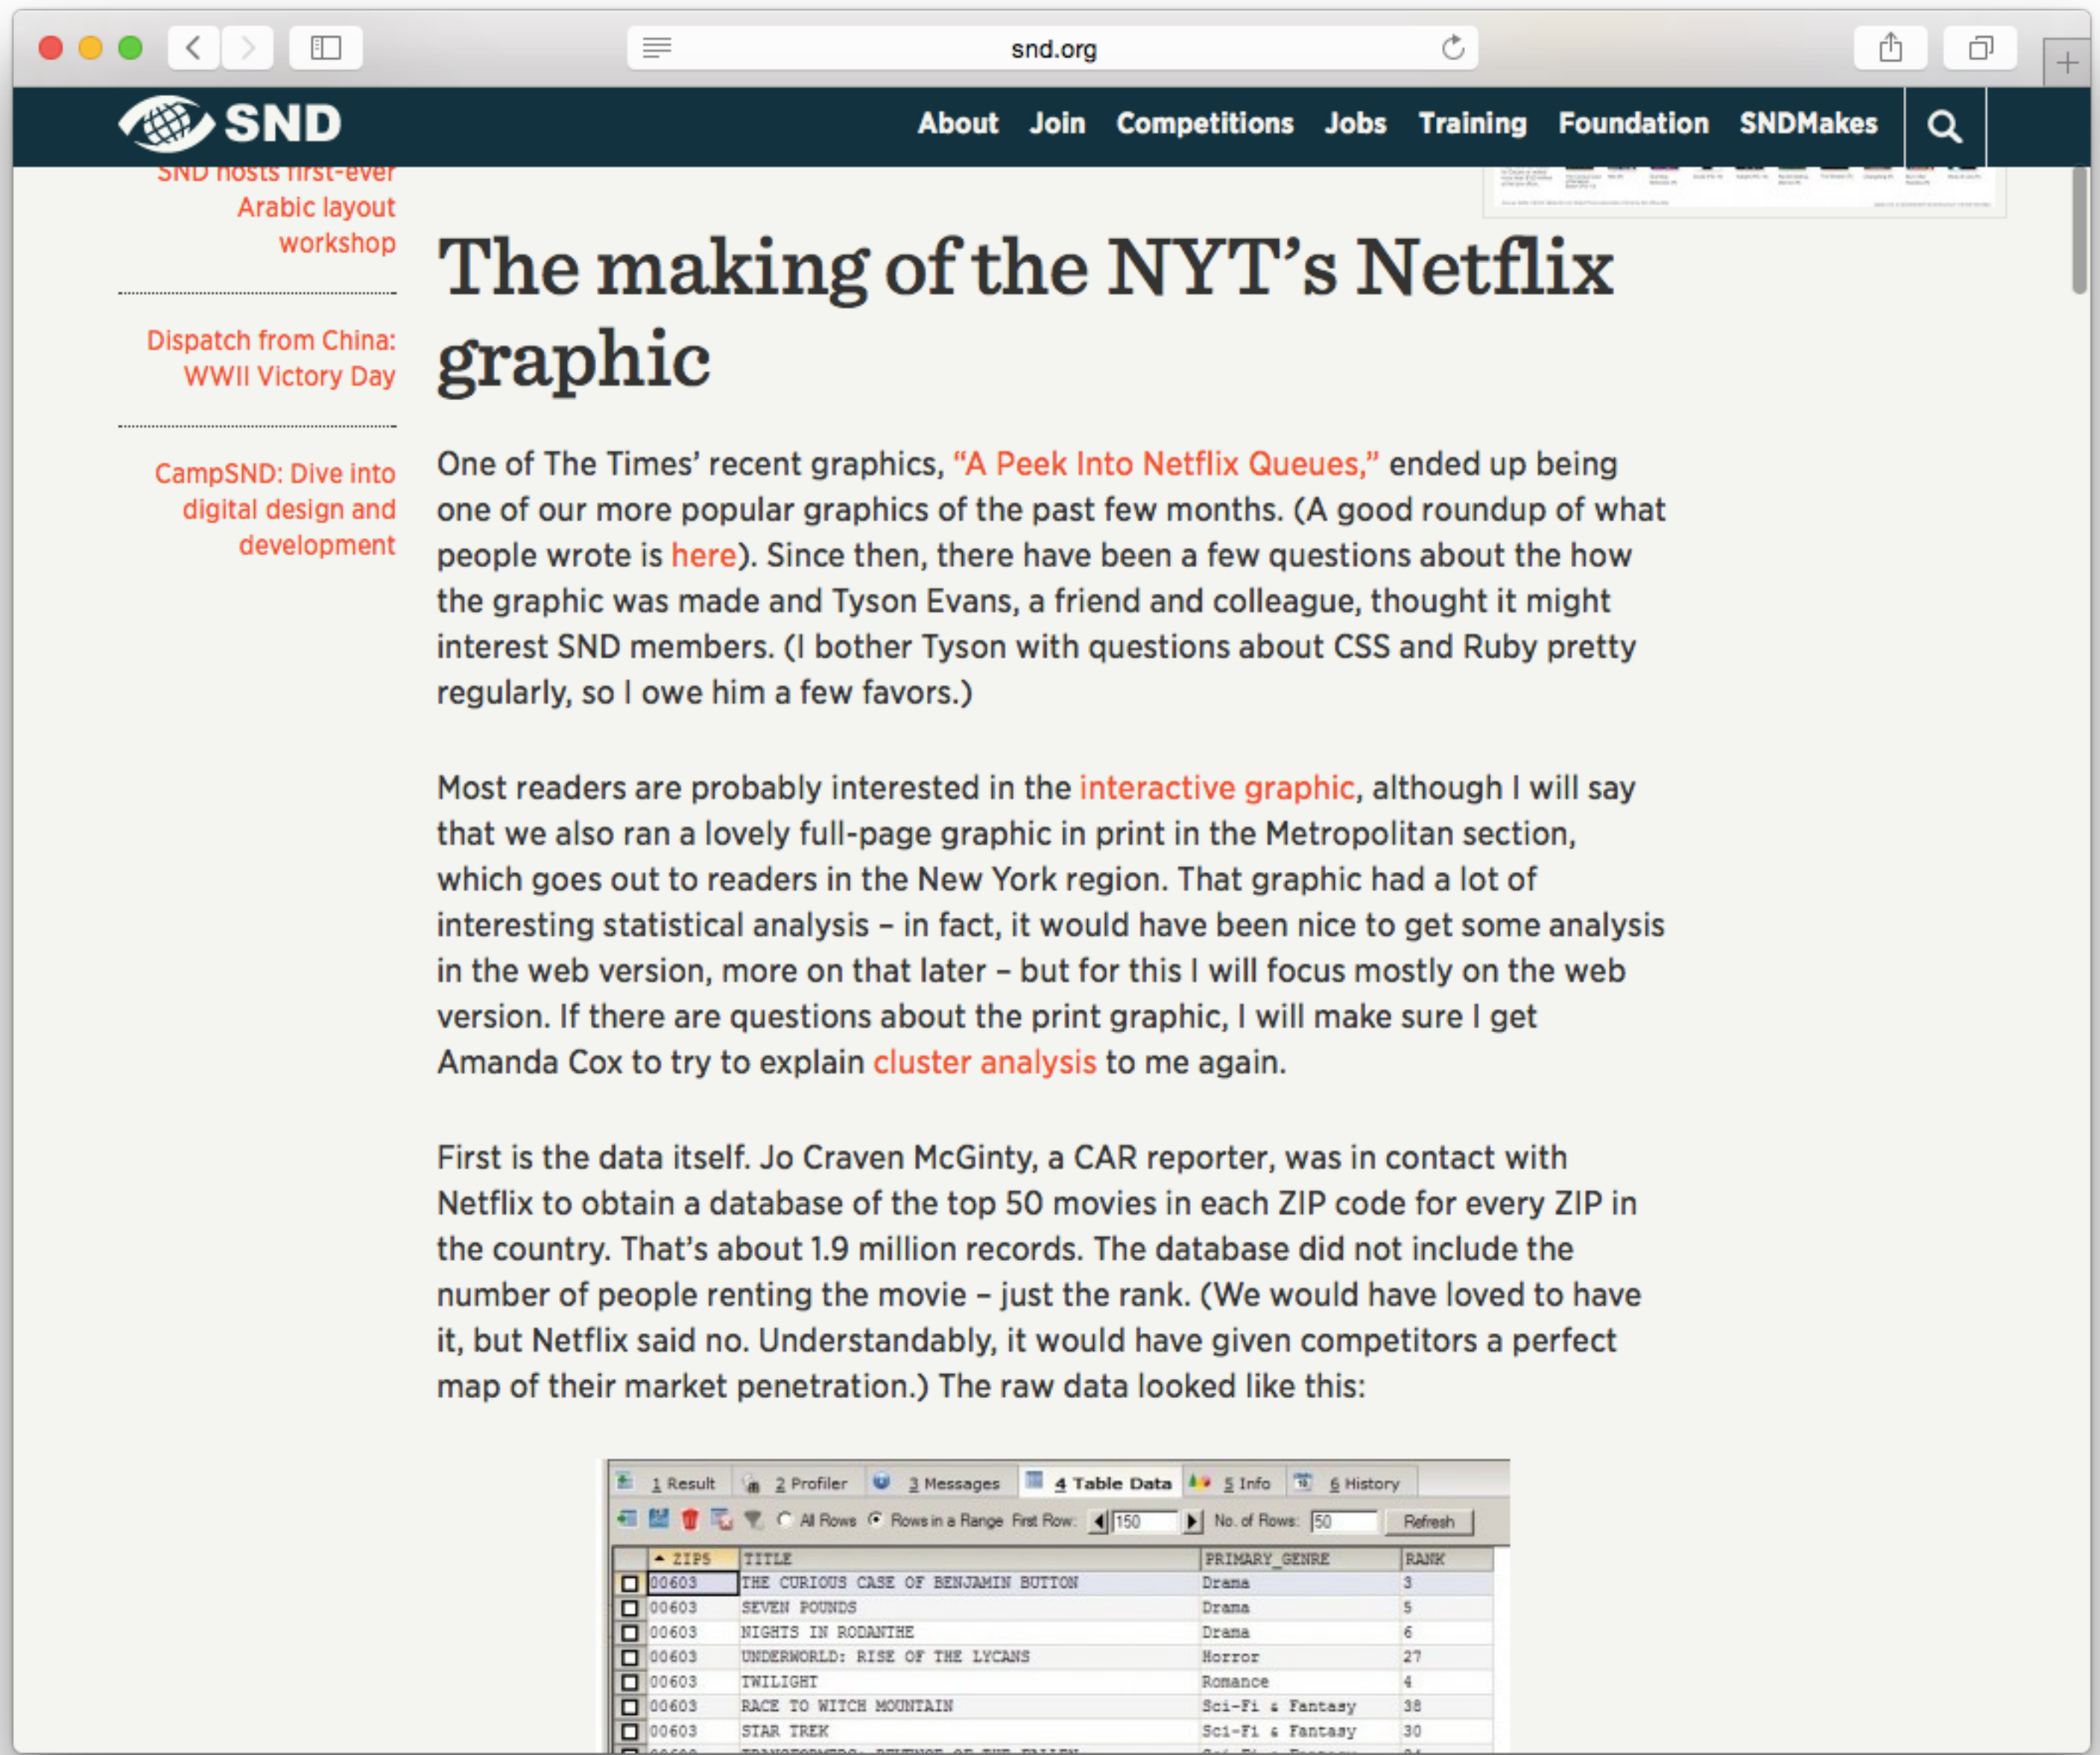 snd.org
SND
About Join Competitions Jobs Training Foundation SNDMakes
SND hosts first-ever
Arabic layout
workshop
Dispatch from China:
WWII Victory Day
CampSND: Dive into
digital design and
development
The making of the NYT’s Netflix
graphic
One of The Times’ recent graphics, “A Peek Into Netflix Queues,” ended up being
one of our more popular graphics of the past few months. (A good roundup of what
people wrote is here). Since then, there have been a few questions about the how
the graphic was made and Tyson Evans, a friend and colleague, thought it might
interest SND members. (I bother Tyson with questions about CSS and Ruby pretty
regularly, so I owe him a few favors.)
Most readers are probably interested in the interactive graphic, although I will say
that we also ran a lovely full-page graphic in print in the Metropolitan section,
which goes out to readers in the New York region. That graphic had a lot of
interesting statistical analysis – in fact, it would have been nice to get some analysis
in the web version, more on that later – but for this I will focus mostly on the web
version. If there are questions about the print graphic, I will make sure I get
Amanda Cox to try to explain cluster analysis to me again.
First is the data itself. Jo Craven McGinty, a CAR reporter, was in contact with
Netflix to obtain a database of the top 50 movies in each ZIP code for every ZIP in
the country. That’s about 1.9 million records. The database did not include the
number of people renting the movie – just the rank. (We would have loved to have
it, but Netflix said no. Understandably, it would have given competitors a perfect
map of their market penetration.) The raw data looked like this:
1 Result 2 Profiler 3 Messages 4 Table Data 5 Info 6 History
All Rows Rows in a Range First Row: 150 No. of Rows: 50 Refresh
ZIP5 TITLE PRIMARY_GENRE RANK
00603 THE CURIOUS CASE OF BENJAMIN BUTTON Drama 3
00603 SEVEN POUNDS Drama 5
00603 NIGHTS IN RODANTHE Drama 6
00603 UNDERWORLD: RISE OF THE LYCANS Horror 27
00603 TWILIGHT Romance 4
00603 RACE TO WITCH MOUNTAIN Sci-Fi & Fantasy 38
00603 STAR TREK Sci-Fi & Fantasy 30